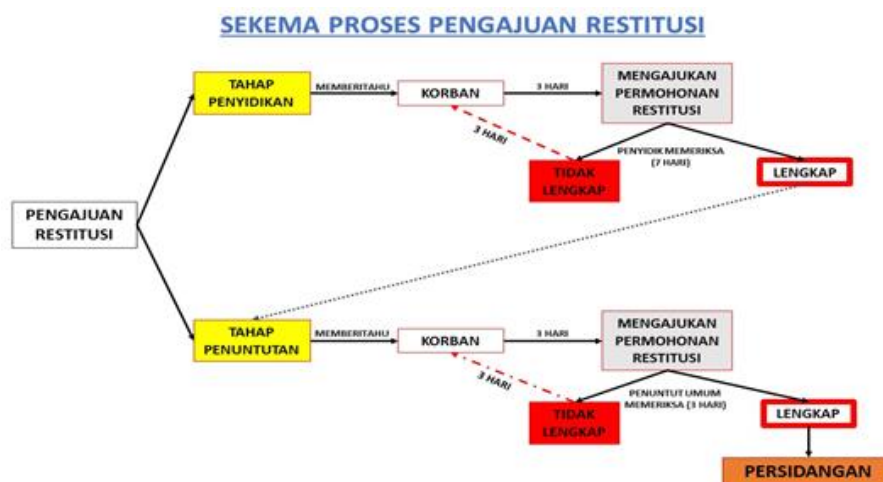 SEKEMA PROSES PENGAJUAN RESTITUSI
TAHAP
PENYIDIKAN
MEMBERITAHU
KORBAN
3 HARI
MENGAJUKAN
PERMOHONAN
RESTITUSI
3 HARI
PENYIDIK MEMERIKSA
(7 HARI)
TIDAK
LENGKAP
LENGKAP
PENGAJUAN
RESTITUSI
TAHAP
PENUNTUTAN
MEMBERITAHU
KORBAN
3 HARI
MENGAJUKAN
PERMOHONAN
RESTITUSI
3 HARI
PENUNTUT UMUM
MEMERIKSA (3 HARI)
TIDAK
LENGKAP
LENGKAP
PERSIDANGAN